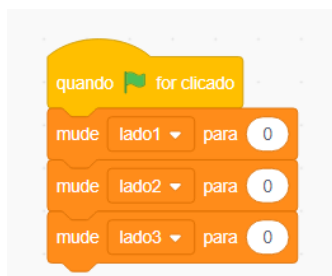 quando for clicado
mude lado1 para 0
mude lado2 para 0
mude lado3 para 0